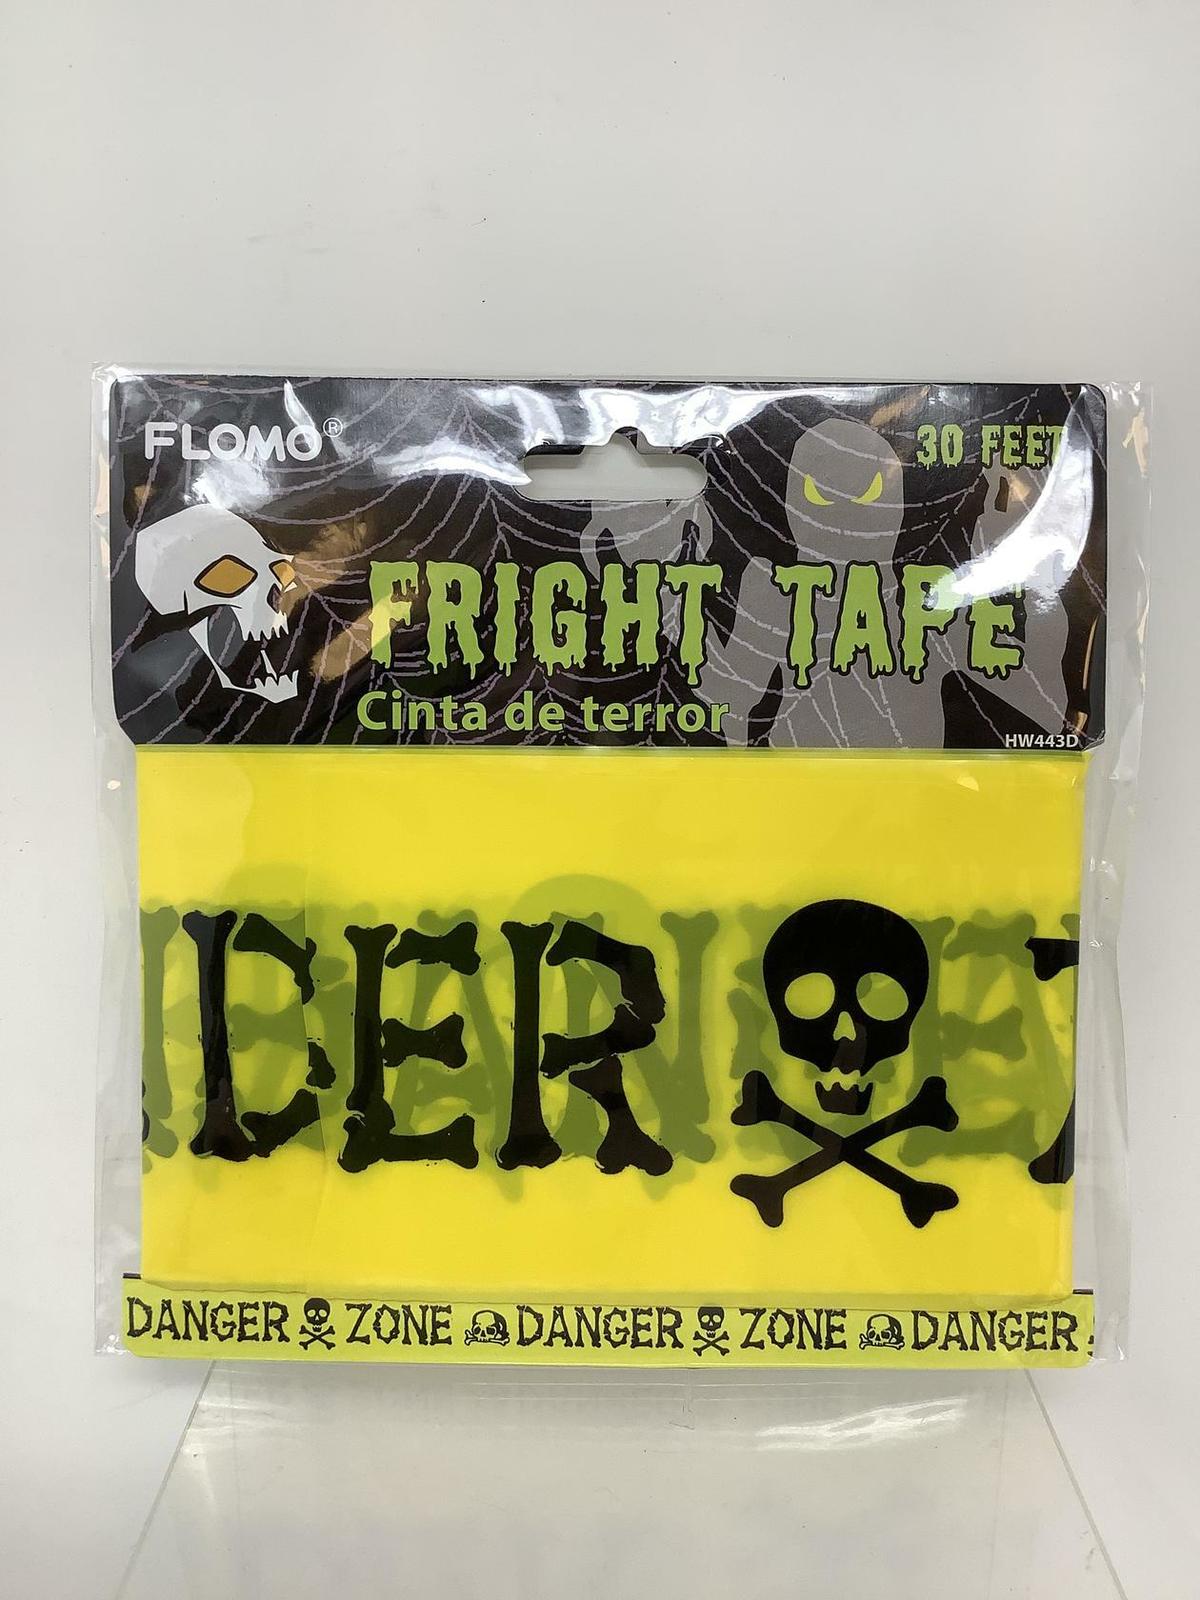 FLOMO®
30 FEET
FRIGHT TAPE
Cinta de terror
HW443D
DER
DANGER ZONE DANGER ZONE DANGER